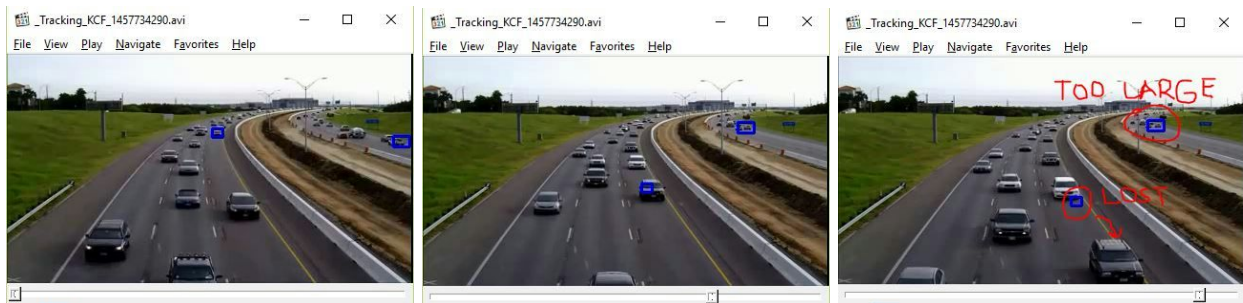 _Tracking_KCF_1457734290.avi
File View Play Navigate Favorites Help
_Tracking_KCF_1457734290.avi
File View Play Navigate Favorites Help
_Tracking_KCF_1457734290.avi
File View Play Navigate Favorites Help
TOO LARGE
LOST